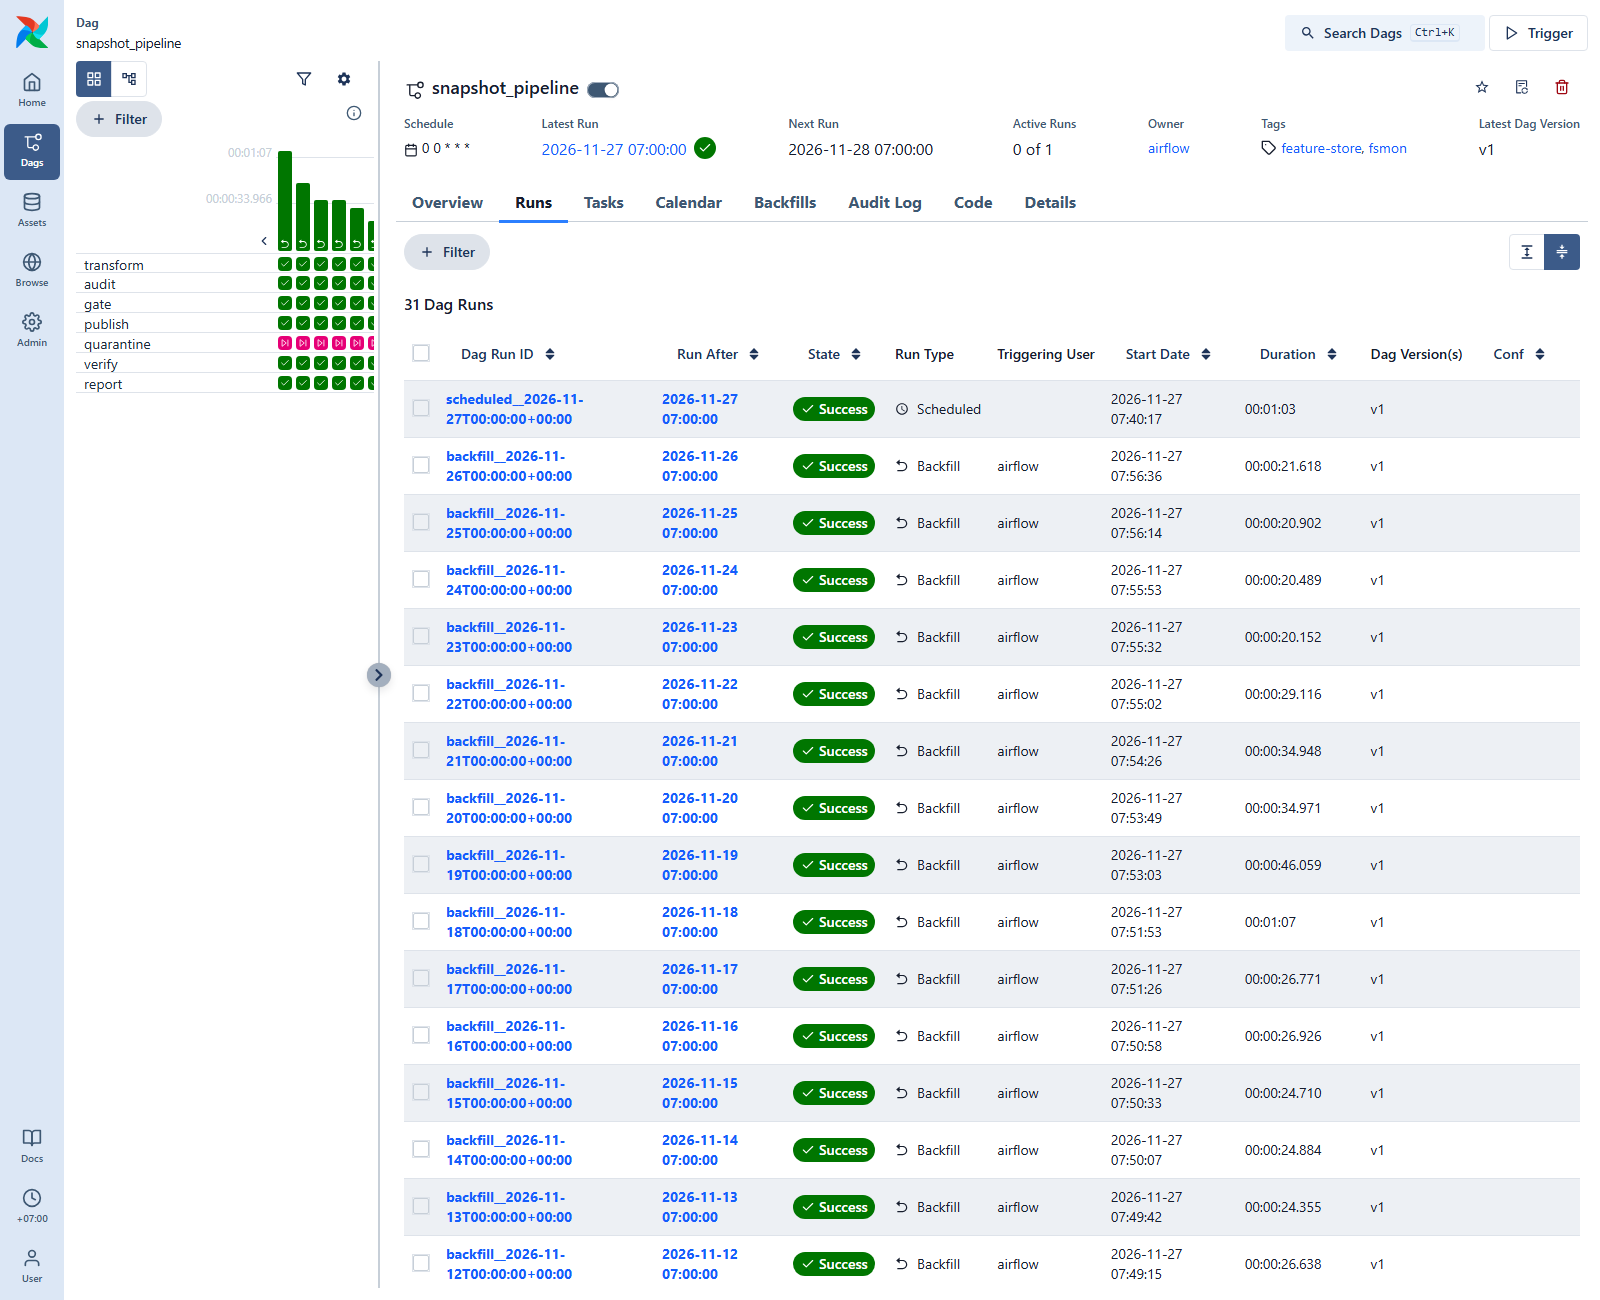 Dag
snapshot_pipeline
Search Dags Ctrl+K
Trigger
Home
Dags
Assets
Browse
Admin
Docs
+07:00
User
Filter
00:01:07
00:00:33.966
transform
audit
gate
publish
quarantine
verify
report
snapshot_pipeline
Schedule Latest Run Next Run Active Runs Owner Tags Latest Dag Version
0 0 * * * 2026-11-27 07:00:00 2026-11-28 07:00:00 0 of 1 airflow feature-store, fsmon v1
Overview Runs Tasks Calendar Backfills Audit Log Code Details
Filter
31 Dag Runs
Dag Run ID Run After State Run Type Triggering User Start Date Duration Dag Version(s) Conf
scheduled__2026-11-27T00:00:00+00:00 2026-11-27 07:00:00 Success Scheduled 2026-11-27 07:40:17 00:01:03 v1
backfill__2026-11-26T00:00:00+00:00 2026-11-26 07:00:00 Success Backfill airflow 2026-11-27 07:56:36 00:00:21.618 v1
backfill__2026-11-25T00:00:00+00:00 2026-11-25 07:00:00 Success Backfill airflow 2026-11-27 07:56:14 00:00:20.902 v1
backfill__2026-11-24T00:00:00+00:00 2026-11-24 07:00:00 Success Backfill airflow 2026-11-27 07:55:53 00:00:20.489 v1
backfill__2026-11-23T00:00:00+00:00 2026-11-23 07:00:00 Success Backfill airflow 2026-11-27 07:55:32 00:00:20.152 v1
backfill__2026-11-22T00:00:00+00:00 2026-11-22 07:00:00 Success Backfill airflow 2026-11-27 07:55:02 00:00:29.116 v1
backfill__2026-11-21T00:00:00+00:00 2026-11-21 07:00:00 Success Backfill airflow 2026-11-27 07:54:26 00:00:34.948 v1
backfill__2026-11-20T00:00:00+00:00 2026-11-20 07:00:00 Success Backfill airflow 2026-11-27 07:53:49 00:00:34.971 v1
backfill__2026-11-19T00:00:00+00:00 2026-11-19 07:00:00 Success Backfill airflow 2026-11-27 07:53:03 00:00:46.059 v1
backfill__2026-11-18T00:00:00+00:00 2026-11-18 07:00:00 Success Backfill airflow 2026-11-27 07:51:53 00:01:07 v1
backfill__2026-11-17T00:00:00+00:00 2026-11-17 07:00:00 Success Backfill airflow 2026-11-27 07:51:26 00:00:26.771 v1
backfill__2026-11-16T00:00:00+00:00 2026-11-16 07:00:00 Success Backfill airflow 2026-11-27 07:50:58 00:00:26.926 v1
backfill__2026-11-15T00:00:00+00:00 2026-11-15 07:00:00 Success Backfill airflow 2026-11-27 07:50:33 00:00:24.710 v1
backfill__2026-11-14T00:00:00+00:00 2026-11-14 07:00:00 Success Backfill airflow 2026-11-27 07:50:07 00:00:24.884 v1
backfill__2026-11-13T00:00:00+00:00 2026-11-13 07:00:00 Success Backfill airflow 2026-11-27 07:49:42 00:00:24.355 v1
backfill__2026-11-12T00:00:00+00:00 2026-11-12 07:00:00 Success Backfill airflow 2026-11-27 07:49:15 00:00:26.638 v1